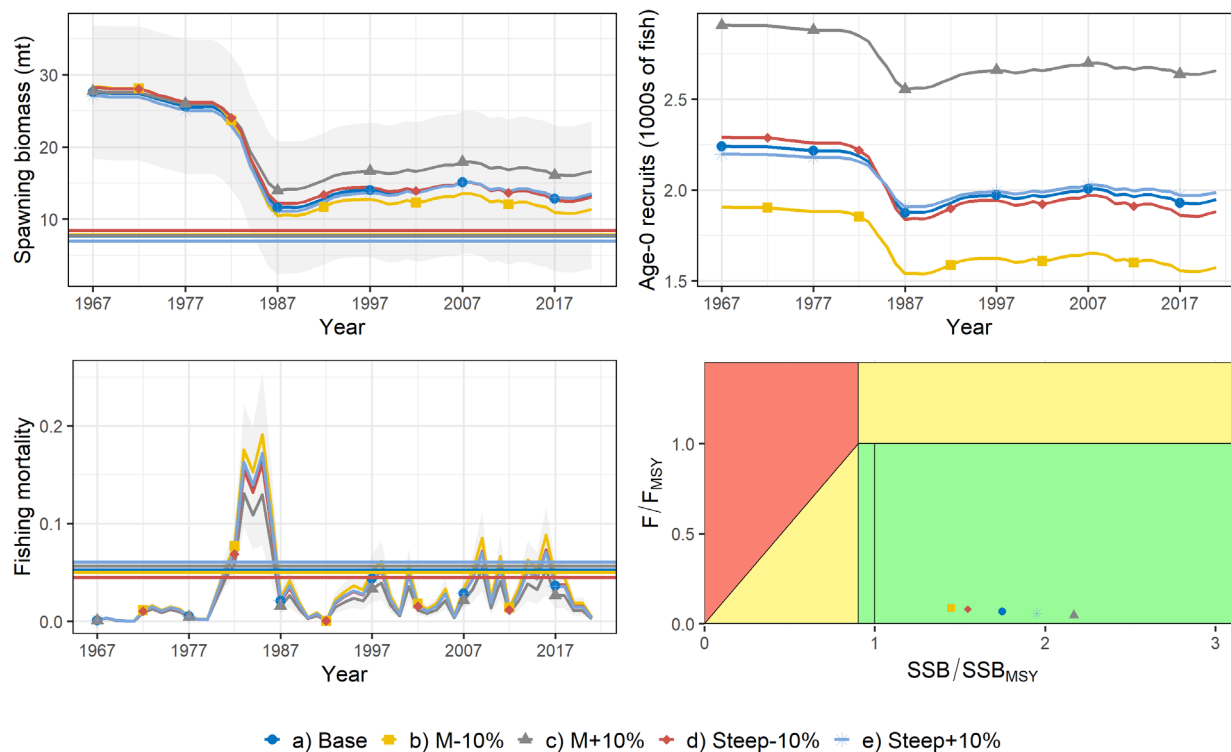 Spawning biomass (mt)
30
20
10
1967 1977 1987 1997 2007 2017
Year
Age-0 recruits (1000s of fish)
2.5
2.0
1.5
1967 1977 1987 1997 2007 2017
Year
Fishing mortality
0.2
0.1
0.0
1967 1977 1987 1997 2007 2017
Year
F/FMSY
1.0
0.5
0.0
0 1 2 3
SSB/SSBMSY
a) Base b) M-10% c) M+10% d) Steep-10% e) Steep+10%